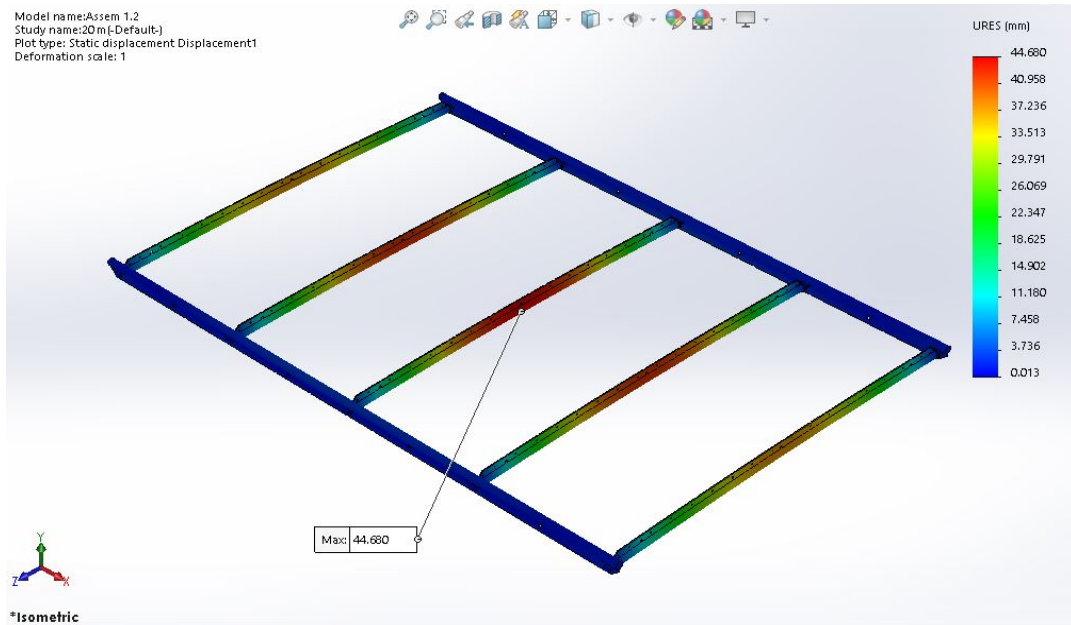 Model name:Assem 1.2
Study name:20 m(-Default-)
Plot type: Static displacement Displacement1
Deformation scale: 1
URES (mm)
44.680
40.958
37.236
33.513
29.791
26.069
22.347
18.625
14.902
11.180
7.458
3.736
0.013
Max: 44.680
Y
Z X
*Isometric